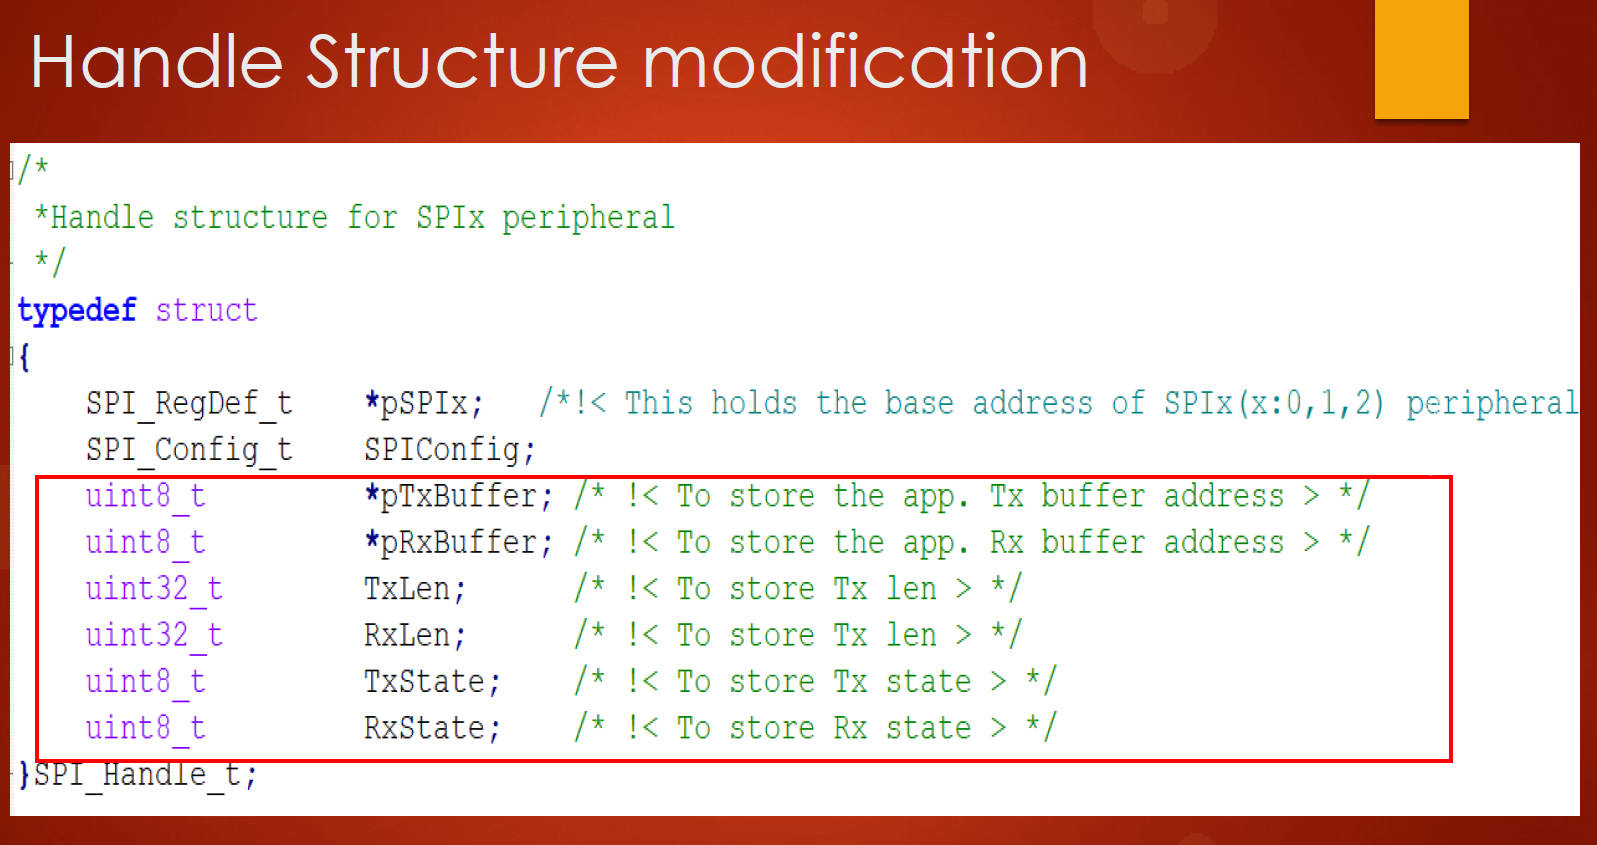 Handle Structure modification
/*
*Handle structure for SPIx peripheral
*/
typedef struct
{
SPI_RegDef_t *pSPIx; /*!< This holds the base address of SPIx(x:0,1,2) peripheral
SPI_Config_t SPIConfig;
uint8_t *pTxBuffer; /* !< To store the app. Tx buffer address > */
uint8_t *pRxBuffer; /* !< To store the app. Rx buffer address > */
uint32_t TxLen; /* !< To store Tx len > */
uint32_t RxLen; /* !< To store Tx len > */
uint8_t TxState; /* !< To store Tx state > */
uint8_t RxState; /* !< To store Rx state > */
}SPI_Handle_t;